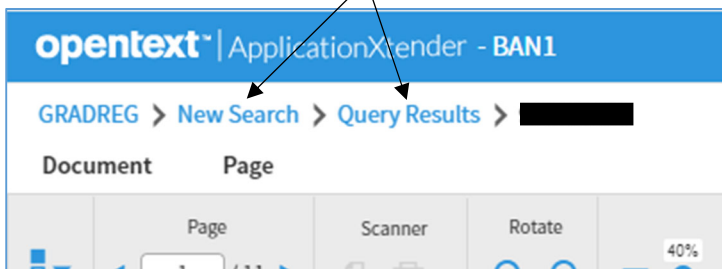 opentext™ | ApplicationXtender - BAN1
GRADREG > New Search > Query Results >
Document Page
Page Scanner Rotate
40%